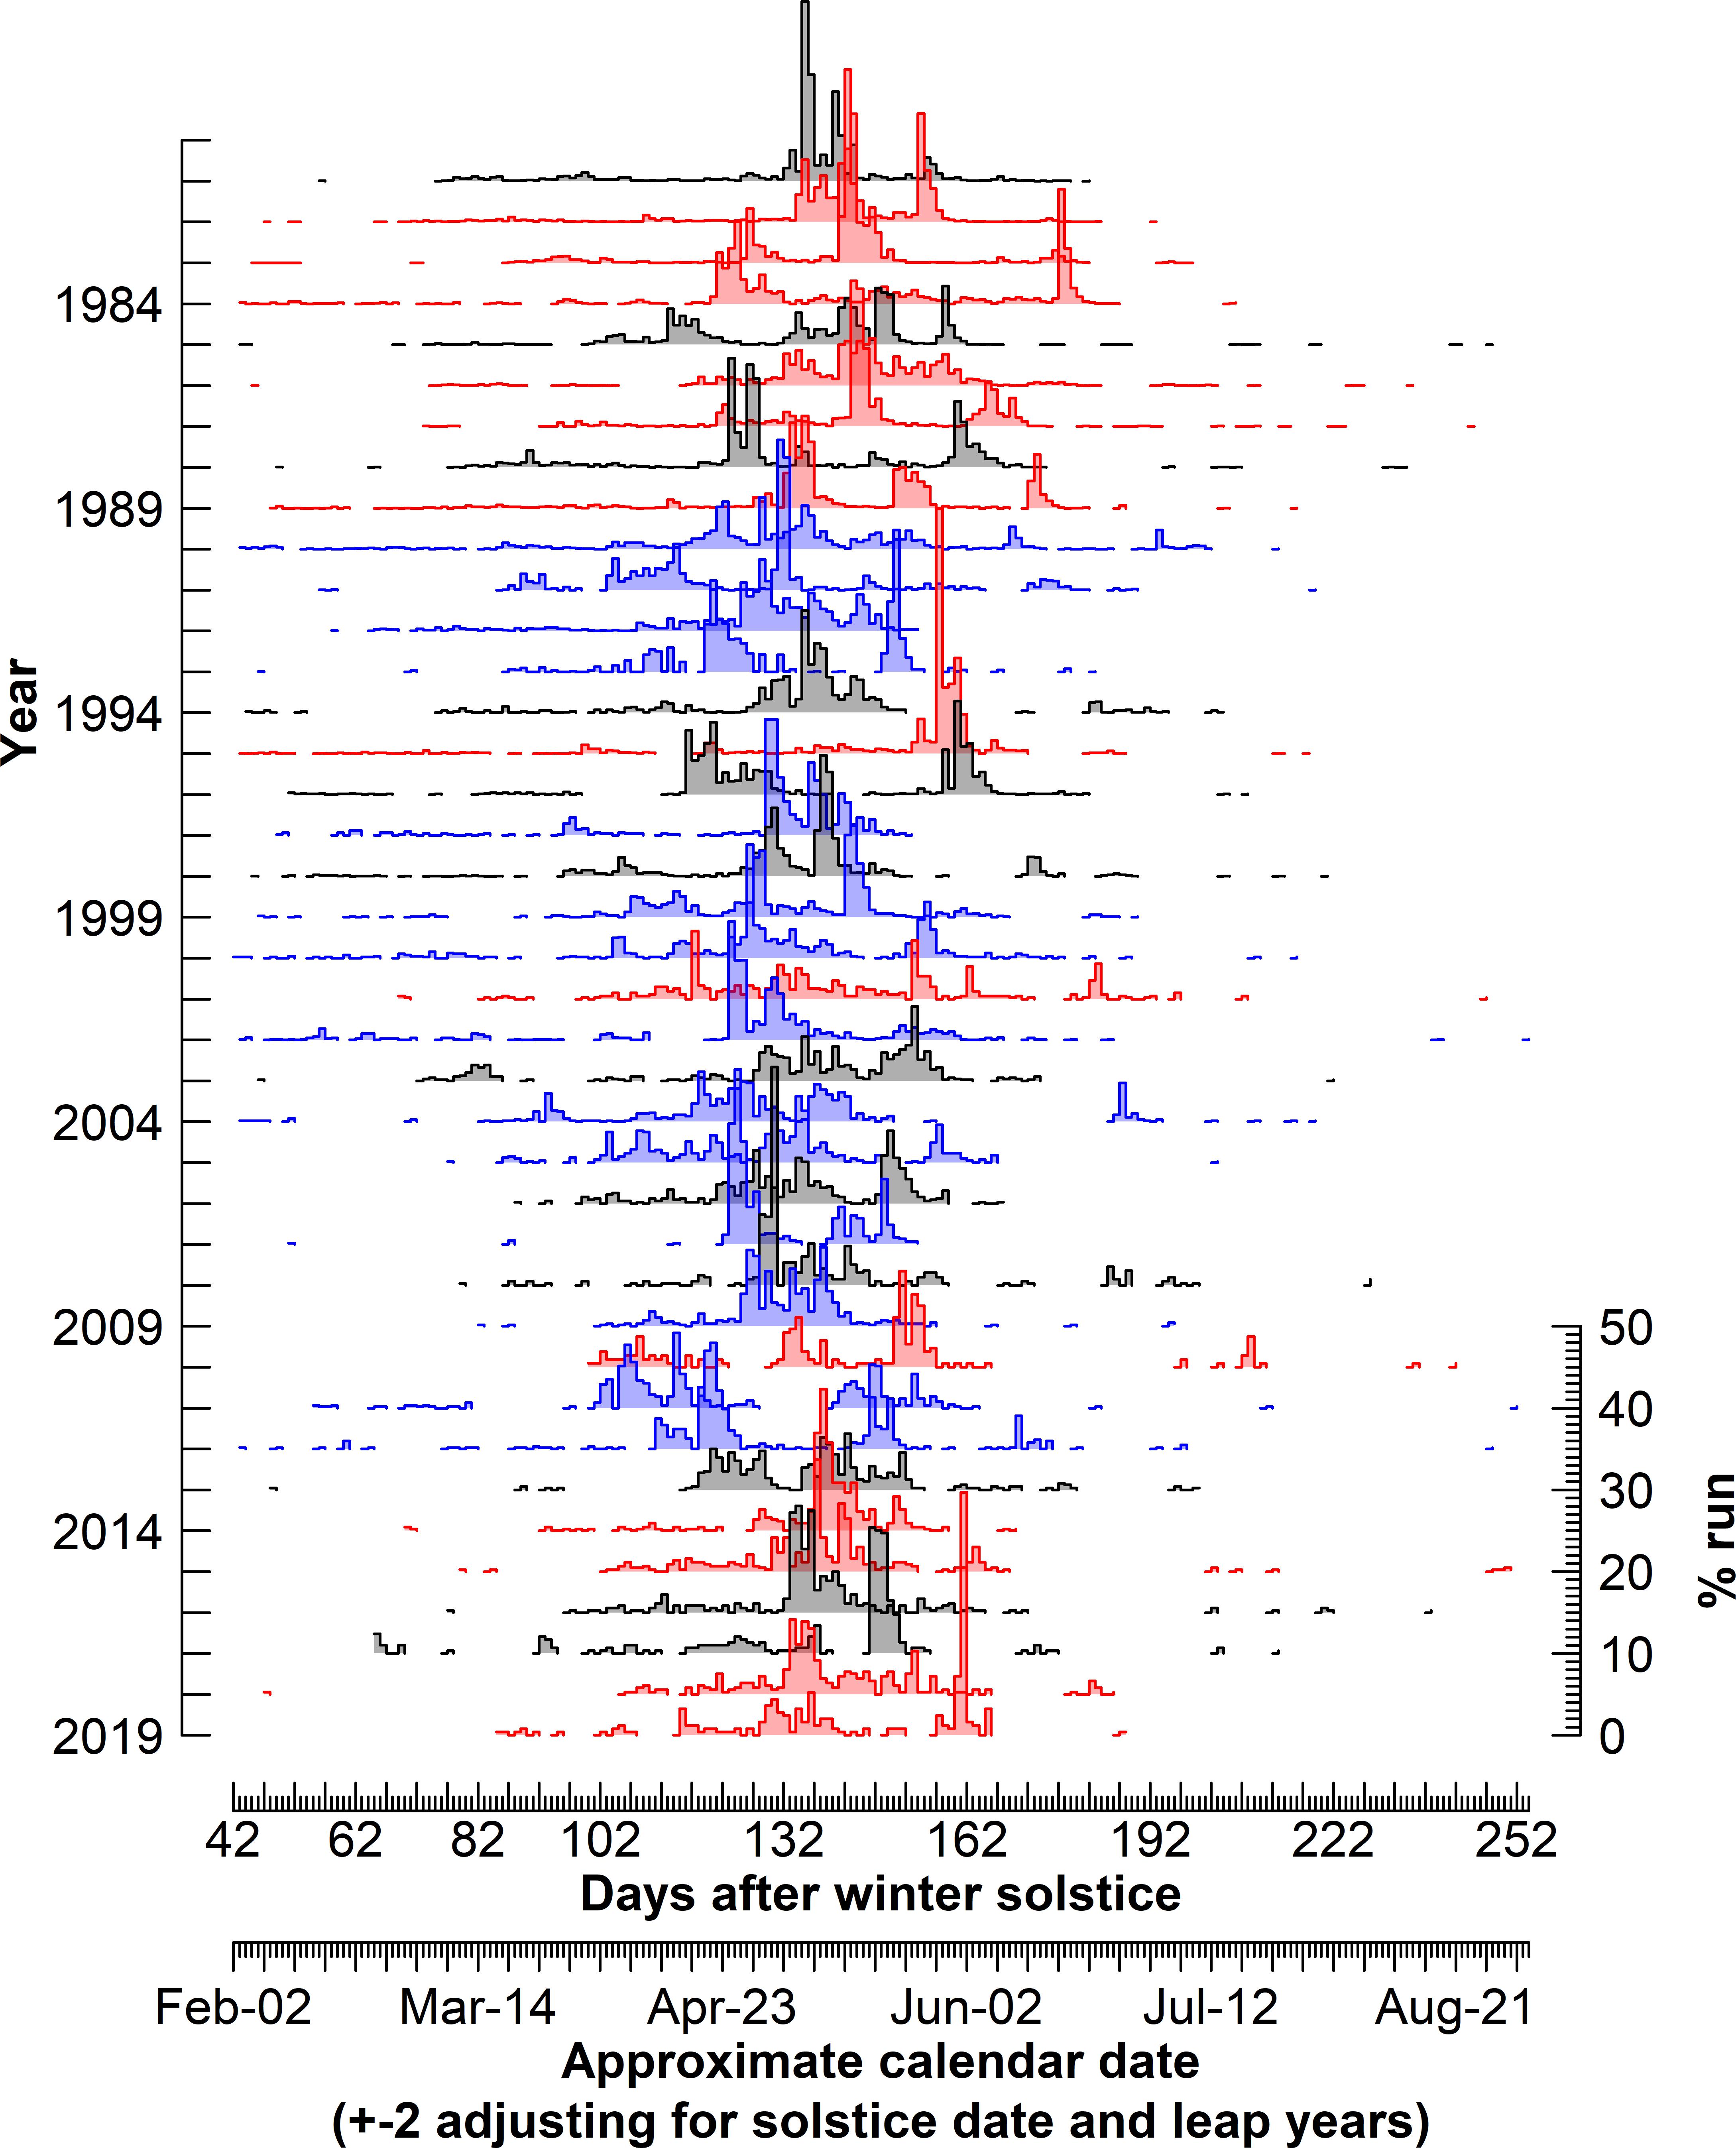 Year
1984
1989
1994
1999
2004
2009
2014
2019
50
40
30
20
10
0
% run
42 62 82 102 132 162 192 222 252
Days after winter solstice
Feb-02 Mar-14 Apr-23 Jun-02 Jul-12 Aug-21
Approximate calendar date
(+-2 adjusting for solstice date and leap years)